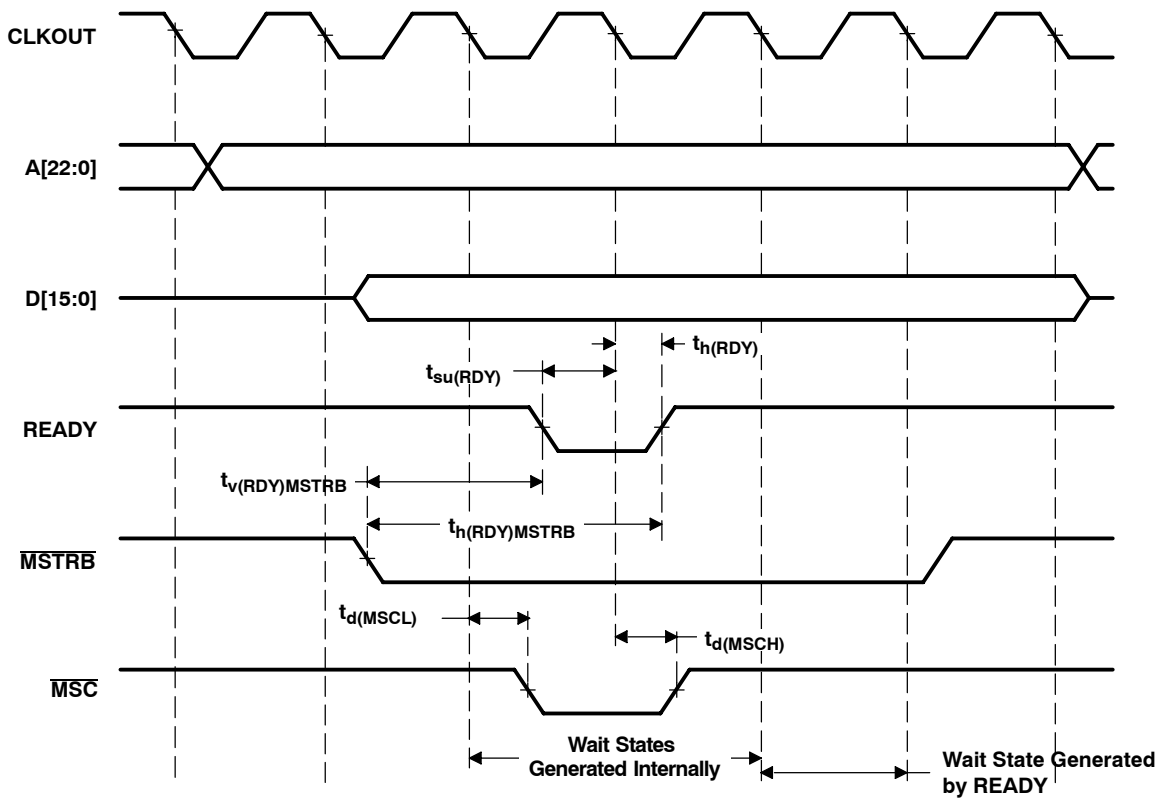 CLKOUT
A[22:0]
D[15:0]
th(RDY)
tsu(RDY)
READY
tv(RDY)MSTRB
th(RDY)MSTRB
MSTRB
td(MSCL)
td(MSCH)
MSC
Wait States
Generated Internally
Wait State Generated
by READY